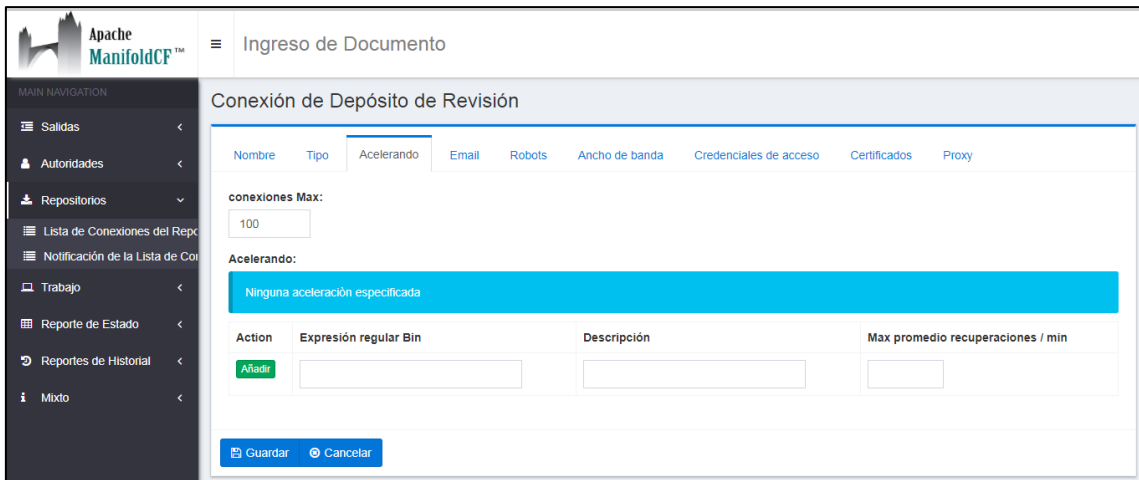 Apache
ManifoldCF™
Ingreso de Documento
MAIN NAVIGATION
Salidas
Autoridades
Repositorios
Lista de Conexiones del Repo
Notificación de la Lista de Con
Trabajo
Reporte de Estado
Reportes de Historial
Mixto
Conexión de Depósito de Revisión
Nombre Tipo Acelerando Email Robots Ancho de banda Credenciales de acceso Certificados Proxy
conexiones Max:
100
Acelerando:
Ninguna aceleraciòn especificada
Action Expresión regular Bin Descripción Max promedio recuperaciones / min
Añadir
Guardar Cancelar